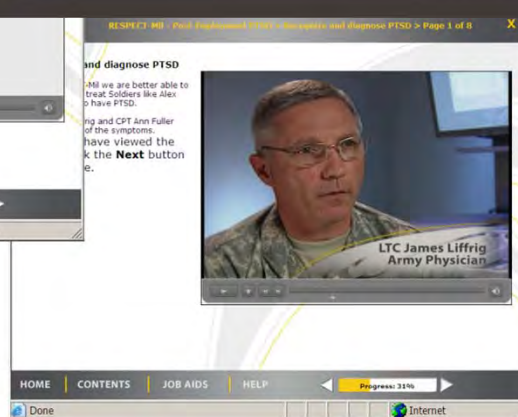 RESPECT-Mil - Post-deployment PTSD > Recognize and diagnose PTSD > Page 1 of 8 X
and diagnose PTSD
-Mil we are better able to
treat Soldiers like Alex
o have PTSD.
rig and CPT Ann Fuller
of the symptoms.
have viewed the
k the Next button
e.
LTC James Liffrig
Army Physician
HOME CONTENTS JOB AIDS HELP Progress: 31%
Done Internet